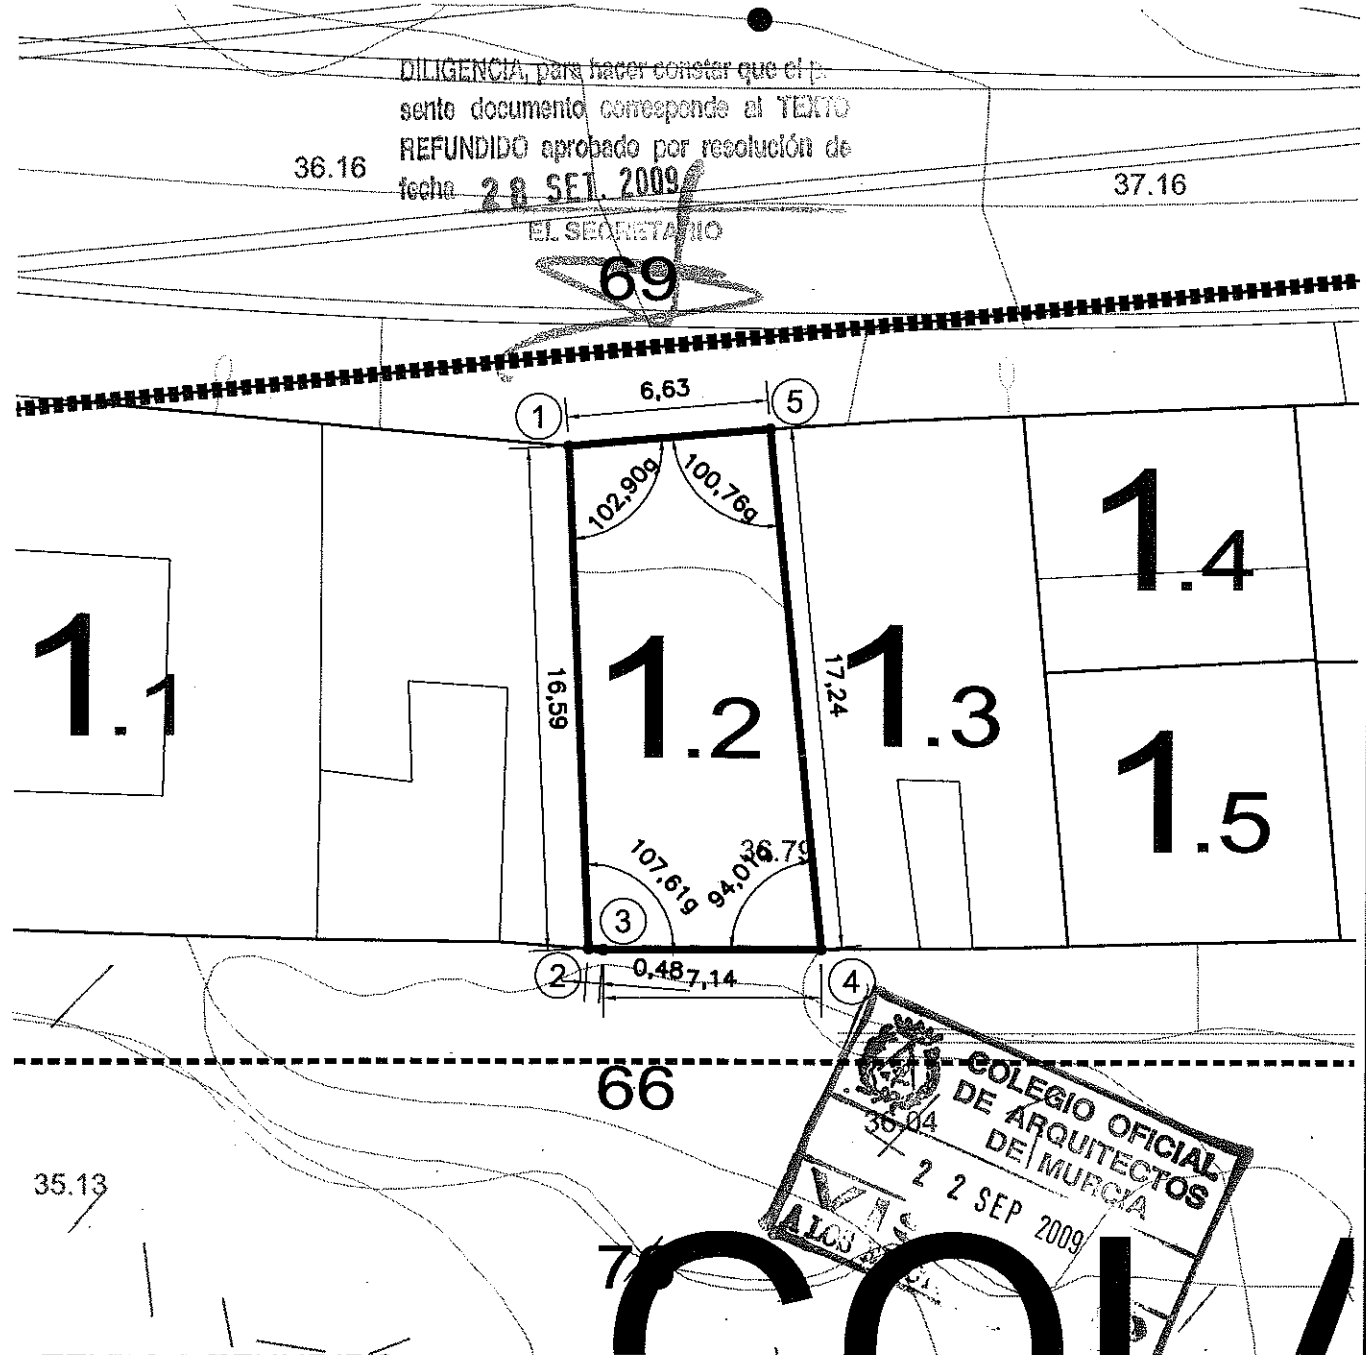 DILIGENCIA, para hacer constar que el p
sente documento corresponde al TEXTO
REFUNDIDO aprobado por resolución de
fecha 28 SET. 2009
EL SECRETARIO
36.16
37.16
69
6,63
1
5
102,90g
100,76g
1.1
1.2
1.3
1.4
1.5
16,59
17,24
107,61g
94,01g
36.79
3
2
0,48
7,14
4
66
COLEGIO OFICIAL
DE ARQUITECTOS
DE MURCIA
36.04
22 SEP 2009
VIS
A LOS
35.13
COL